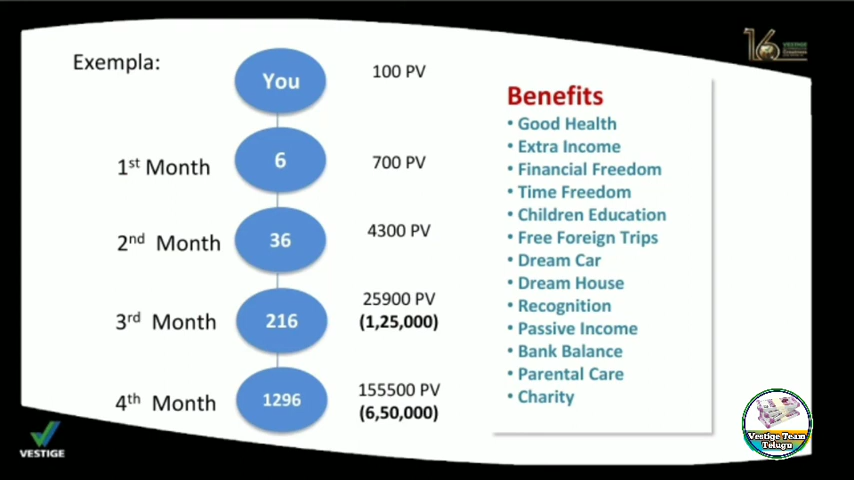 Exempla:
You
100 PV
1st Month
6
700 PV
2nd Month
36
4300 PV
3rd Month
216
25900 PV
(1,25,000)
4th Month
1296
155500 PV
(6,50,000)
Benefits
• Good Health
• Extra Income
• Financial Freedom
• Time Freedom
• Children Education
• Free Foreign Trips
• Dream Car
• Dream House
• Recognition
• Passive Income
• Bank Balance
• Parental Care
• Charity
16
VESTIGE
VESTIGE
Vestige Team
Telugu